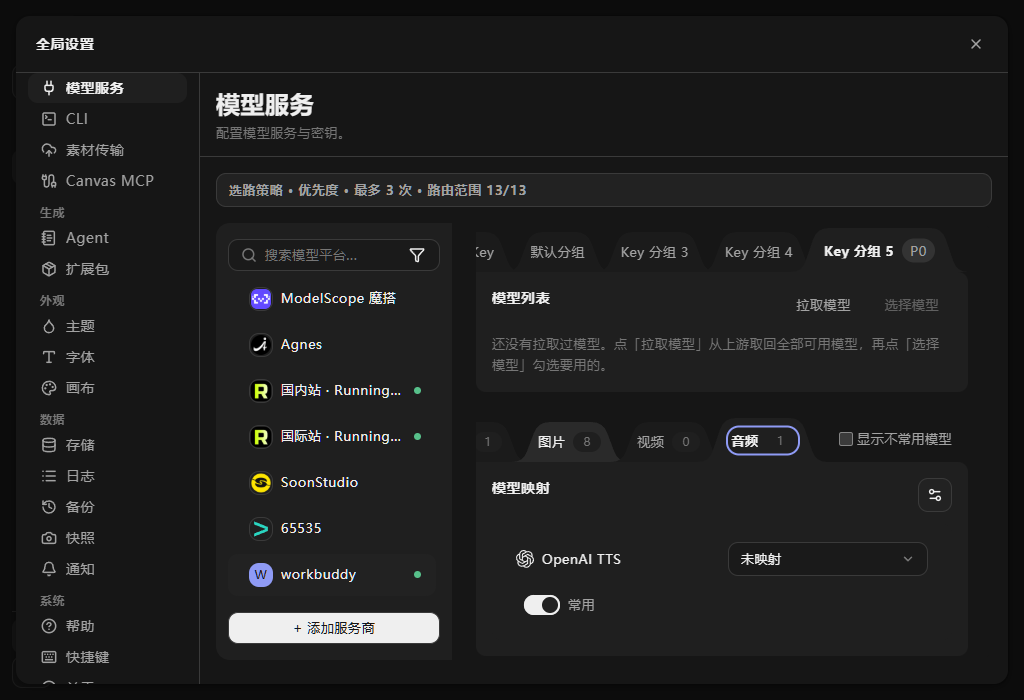 全局设置
模型服务
CLI
素材传输
Canvas MCP
生成
Agent
扩展包
外观
主题
字体
画布
数据
存储
日志
备份
快照
通知
系统
帮助
快捷键
模型服务
配置模型服务与密钥。
选路策略 • 优先度 • 最多 3 次 • 路由范围 13/13
搜索模型平台...
ModelScope 魔搭
Agnes
国内站 · Running...
国际站 · Running...
SoonStudio
65535
W workbuddy
+ 添加服务商
Key 默认分组 Key 分组 3 Key 分组 4 Key 分组 5 P0
模型列表
拉取模型 选择模型
还没有拉取过模型。点「拉取模型」从上游取回全部可用模型，再点「选择
模型」勾选要用的。
1 图片 8 视频 0 音频 1 显示不常用模型
模型映射
OpenAI TTS 未映射
常用